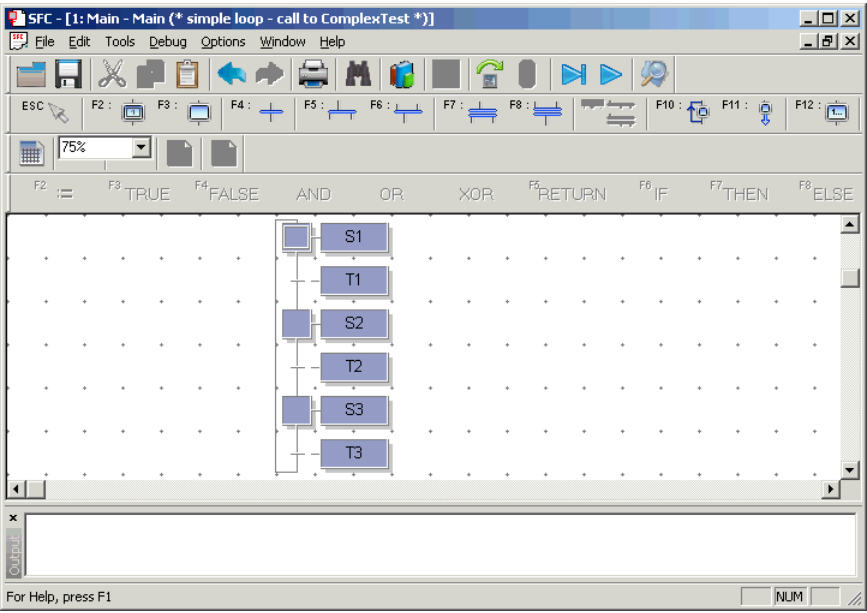 SFC - [1: Main - Main (* simple loop - call to ComplexTest *)]
File Edit Tools Debug Options Window Help
ESC F2 : F3 : F4 : F5 : F6 : F7 : F8 : F10 : F11 : F12 :
75%
F2 := F3 TRUE F4 FALSE AND OR XOR F5 RETURN F6 IF F7 THEN F8 ELSE
S1
T1
S2
T2
S3
T3
Output
For Help, press F1 NUM